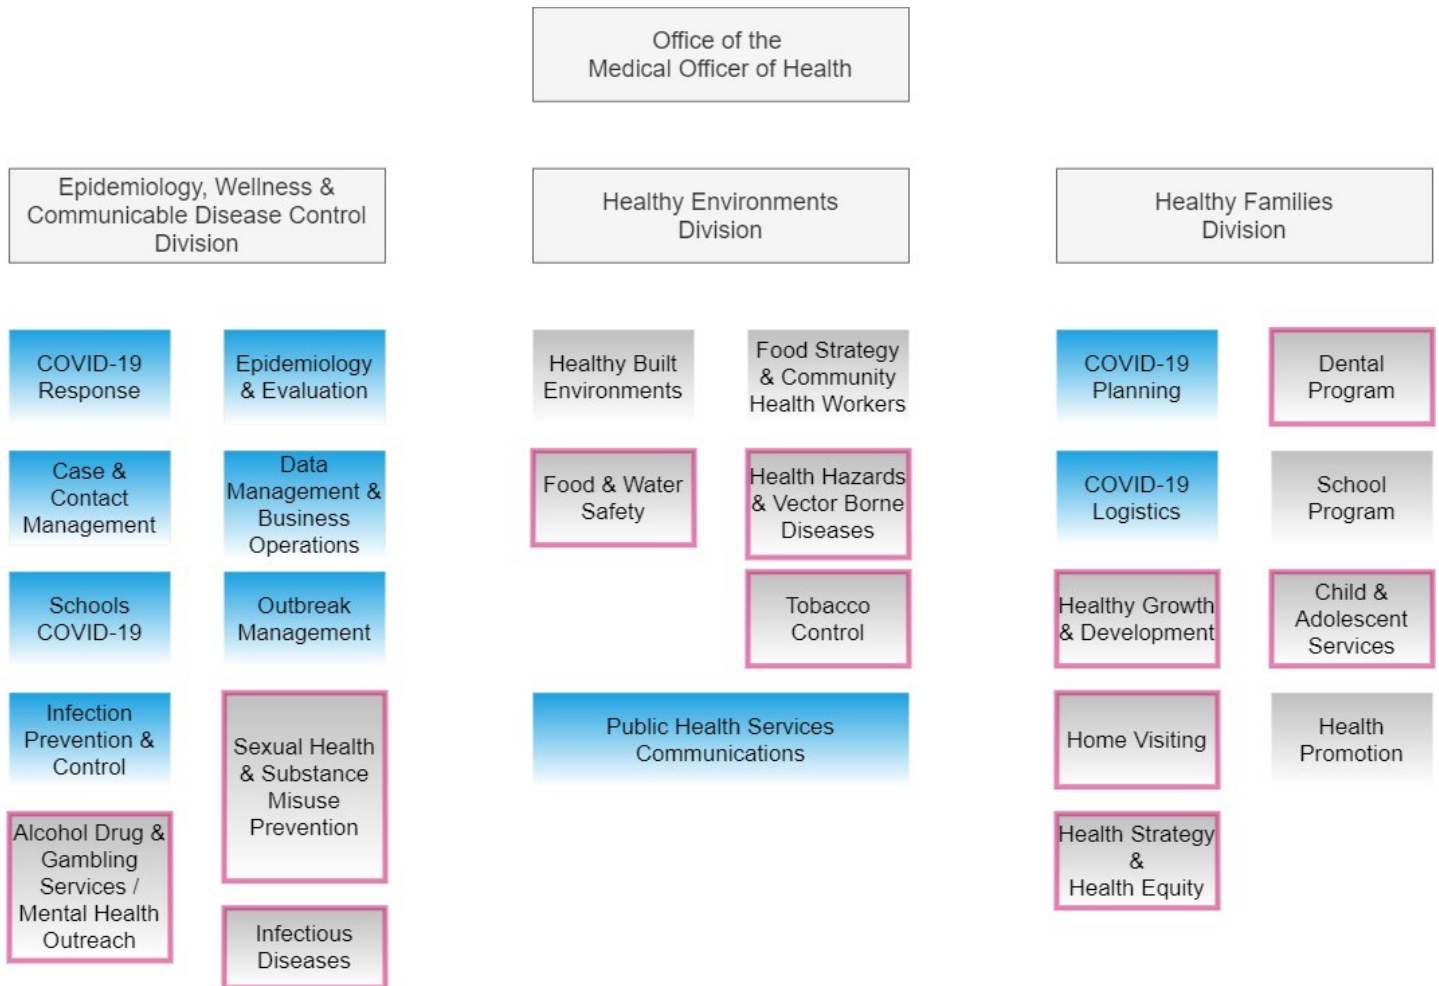 Office of the
Medical Officer of Health
Epidemiology, Wellness &
Communicable Disease Control
Division
Healthy Environments
Division
Healthy Families
Division
COVID-19
Response
Epidemiology
& Evaluation
Case &
Contact
Management
Data
Management &
Business
Operations
Schools
COVID-19
Outbreak
Management
Infection
Prevention &
Control
Sexual Health
& Substance
Misuse
Prevention
Alcohol Drug &
Gambling
Services /
Mental Health
Outreach
Infectious
Diseases
Healthy Built
Environments
Food Strategy
& Community
Health Workers
Food & Water
Safety
Health Hazards
& Vector Borne
Diseases
Tobacco
Control
Public Health Services
Communications
COVID-19
Planning
Dental
Program
COVID-19
Logistics
School
Program
Healthy Growth
& Development
Child &
Adolescent
Services
Home Visiting
Health
Promotion
Health Strategy
&
Health Equity